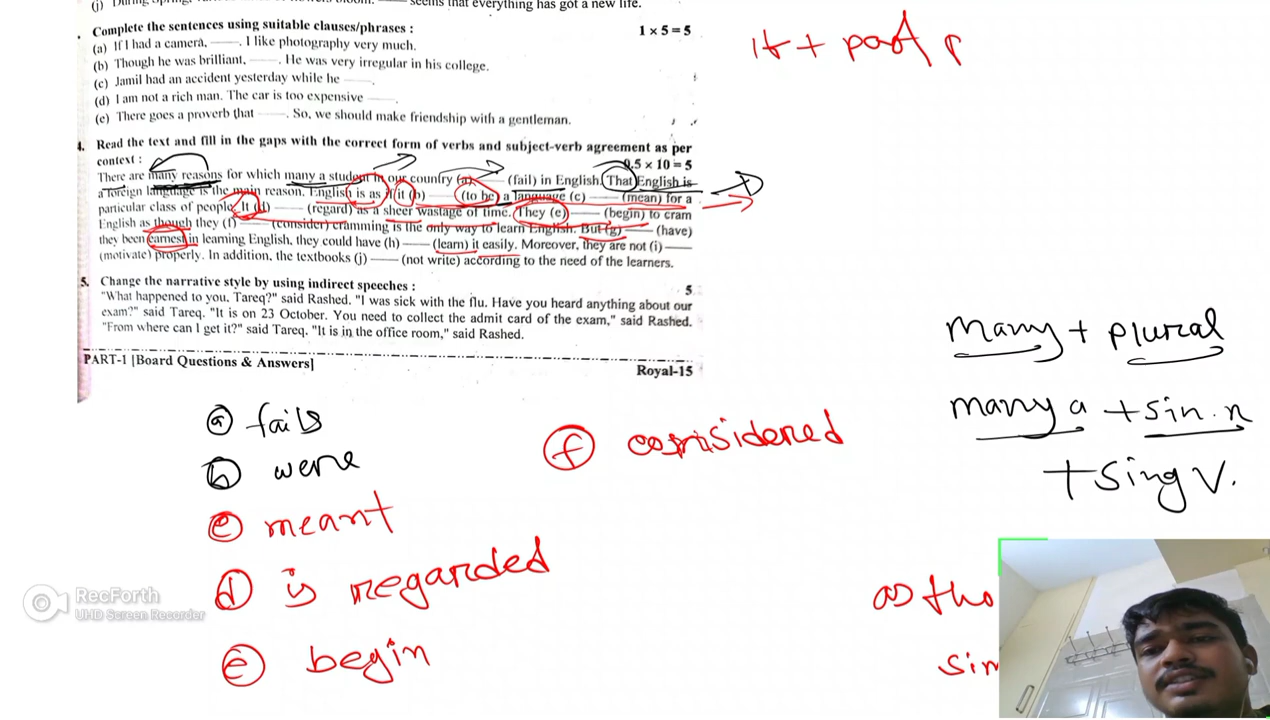 (j) During Spring, seems that everything has got a new life.
Complete the sentences using suitable clauses/phrases : 1 × 5 = 5
(a) If I had a camera, ——. I like photography very much.
(b) Though he was brilliant, ——. He was very irregular in his college.
(c) Jamil had an accident yesterday while he ——.
(d) I am not a rich man. The car is too expensive ——.
(e) There goes a proverb that ——. So, we should make friendship with a gentleman.
4. Read the text and fill in the gaps with the correct form of verbs and subject-verb agreement as per
context : 0.5 × 10 = 5
There are many reasons for which many a student in our country (a) —— (fail) in English. That English is
a foreign language is the main reason. English is as if it (b) —— (to be) a language (c) —— (mean) for a
particular class of people. It (d) —— (regard) as a sheer wastage of time. They (e) —— (begin) to cram
English as though they (f) —— (consider) cramming is the only way to learn English. But (g) —— (have)
they been earnest in learning English, they could have (h) —— (learn) it easily. Moreover, they are not (i) ——
(motivate) properly. In addition, the textbooks (j) —— (not write) according to the need of the learners.
5. Change the narrative style by using indirect speeches : 5
"What happened to you, Tareq?" said Rashed. "I was sick with the flu. Have you heard anything about our
exam?" said Tareq. "It is on 23 October. You need to collect the admit card of the exam," said Rashed.
"From where can I get it?" said Tareq. "It is in the office room," said Rashed.
PART-1 [Board Questions & Answers]
Royal-15
It + past p
many + plural
many a + sin. n
+ sing v.
(a) fails
(b) were
(c) meant
(d) is regarded
(e) begin
(f) considered
as tho
sim
RecForth
UHD Screen Recorder